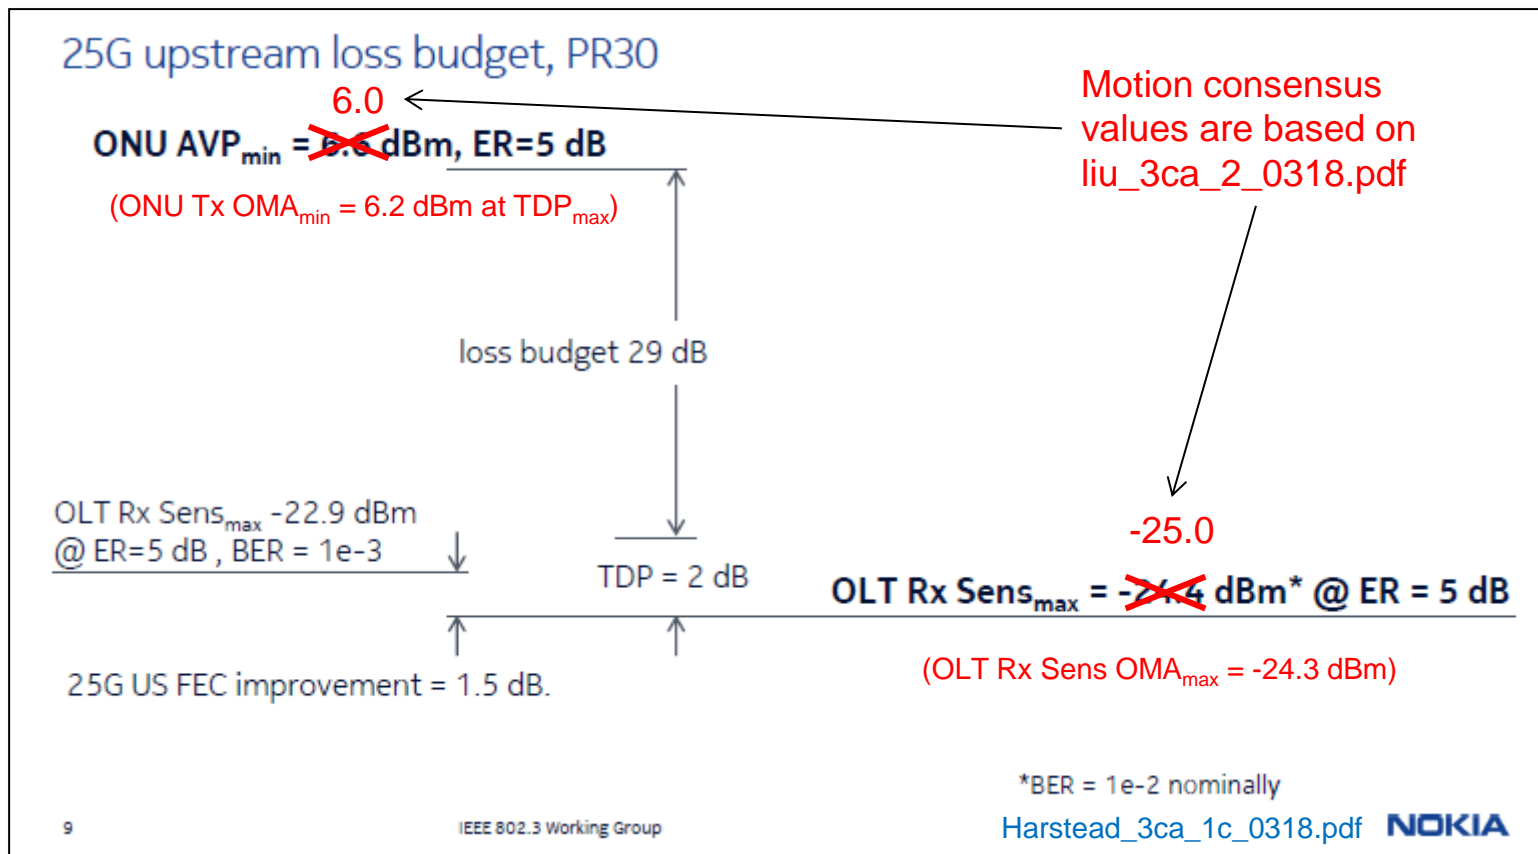 25G upstream loss budget, PR30
6.0
ONU AVPmin = 6.6 dBm, ER=5 dB
(ONU Tx OMAmin = 6.2 dBm at TDPmax)
Motion consensus
values are based on
liu_3ca_2_0318.pdf
loss budget 29 dB
OLT Rx Sensmax -22.9 dBm
@ ER=5 dB , BER = 1e-3
TDP = 2 dB
-25.0
OLT Rx Sensmax = -24.4 dBm* @ ER = 5 dB
25G US FEC improvement = 1.5 dB.
(OLT Rx Sens OMAmax = -24.3 dBm)
*BER = 1e-2 nominally
9
IEEE 802.3 Working Group
Harstead_3ca_1c_0318.pdf
NOKIA